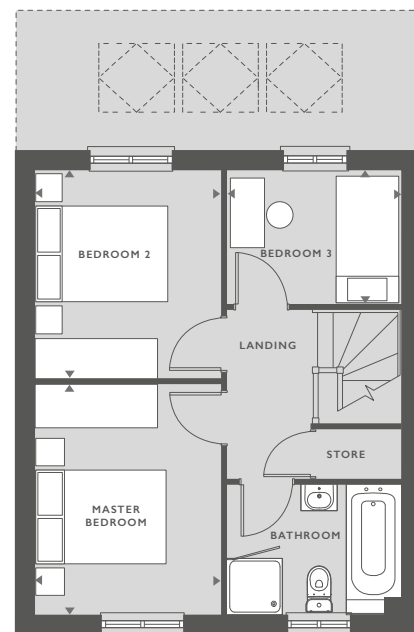 BEDROOM 2
BEDROOM 3
LANDING
STORE
MASTER
BEDROOM
BATHROOM